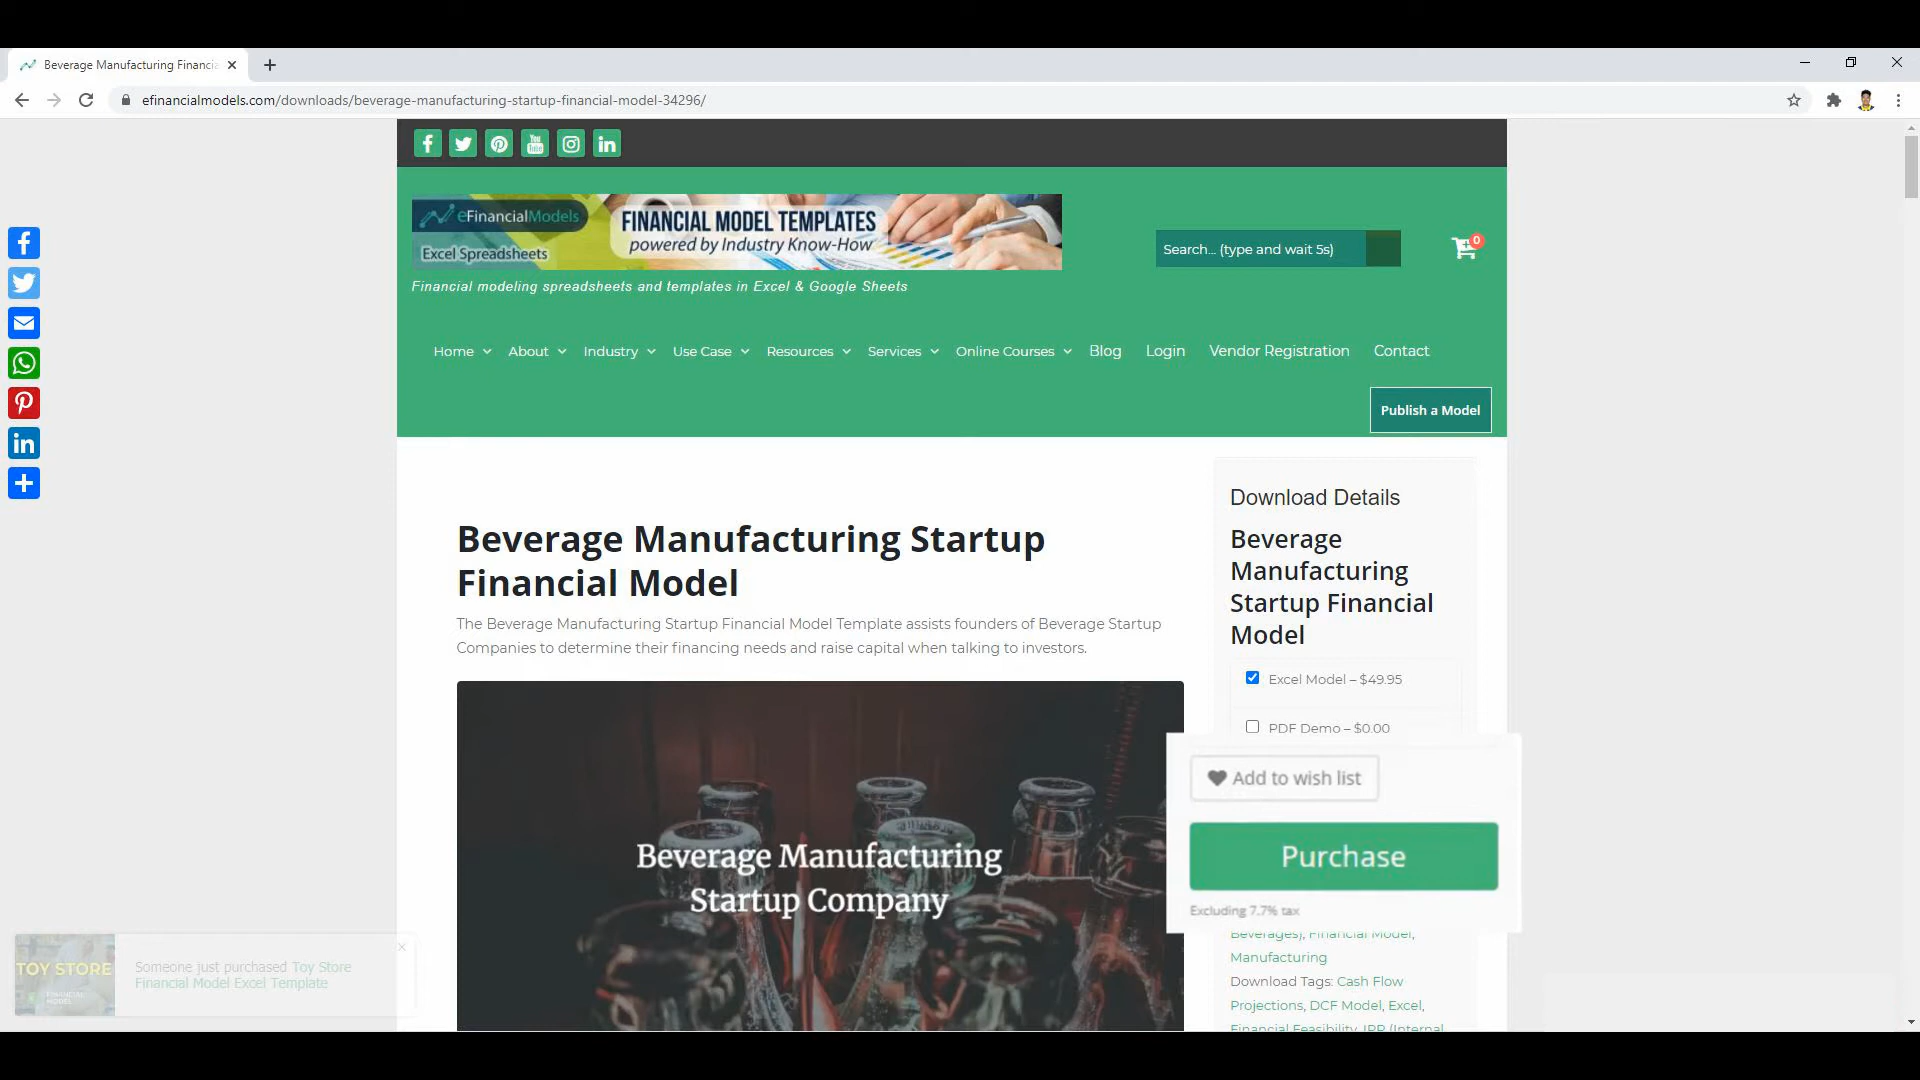 Beverage Manufacturing Financia
efinancialmodels.com/downloads/beverage-manufacturing-startup-financial-model-34296/
eFinancialModels
Excel Spreadsheets
FINANCIAL MODEL TEMPLATES
powered by Industry Know-How
Financial modeling spreadsheets and templates in Excel & Google Sheets
Search... (type and wait 5s)
0
Home About Industry Use Case Resources Services Online Courses Blog Login Vendor Registration Contact
Publish a Model
Beverage Manufacturing Startup
Financial Model
The Beverage Manufacturing Startup Financial Model Template assists founders of Beverage Startup
Companies to determine their financing needs and raise capital when talking to investors.
Beverage Manufacturing
Startup Company
Download Details
Beverage
Manufacturing
Startup Financial
Model
Excel Model – $49.95
PDF Demo – $0.00
Add to wish list
Purchase
Excluding 7.7% tax
Beverages), Financial Model,
Manufacturing
Download Tags: Cash Flow
Projections, DCF Model, Excel,
Financial Feasibility, IRR (Internal
TOY STORE
FINANCIAL
MODEL
Someone just purchased Toy Store
Financial Model Excel Template